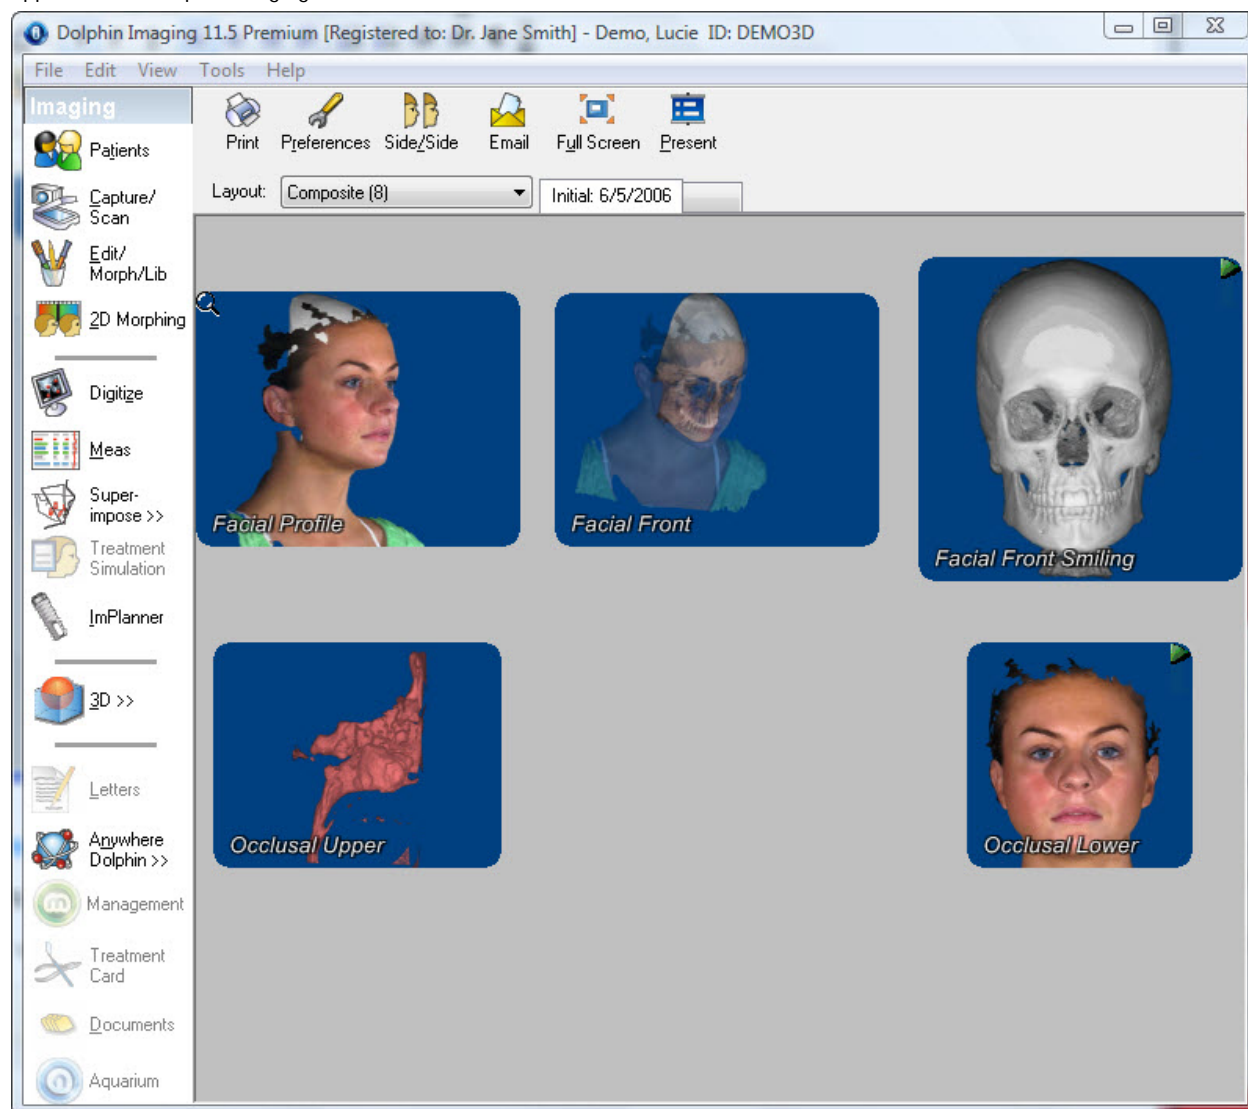 Dolphin Imaging 11.5 Premium [Registered to: Dr. Jane Smith] - Demo, Lucie ID: DEMO3D
File Edit View Tools Help
Imaging
Print Preferences Side/Side Email Full Screen Present
Layout: Composite (8) Initial: 6/5/2006
Patients
Capture/
Scan
Edit/
Morph/Lib
2D Morphing
Digitize
Meas
Super-
impose >>
Treatment
Simulation
ImPlanner
3D >>
Letters
Anywhere
Dolphin >>
Management
Treatment
Card
Documents
Aquarium
Facial Profile
Facial Front
Facial Front Smiling
Occlusal Upper
Occlusal Lower